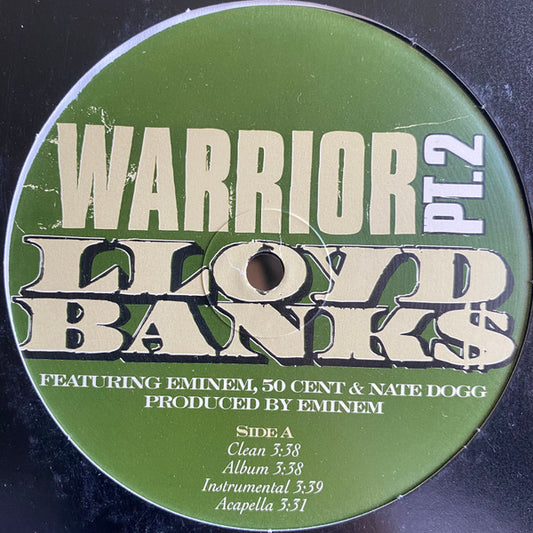 WARRIOR PT.2
LLOYD
BANK$
FEATURING EMINEM, 50 CENT & NATE DOGG
PRODUCED BY EMINEM
SIDE A
Clean 3:38
Album 3:38
Instrumental 3:39
Acapella 3:31